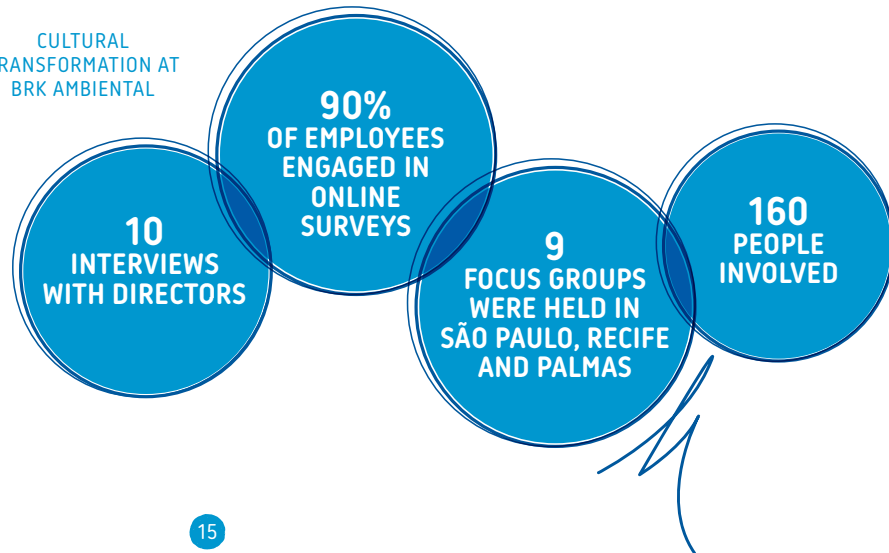 CULTURAL
RANSFORMATION AT
BRK AMBIENTAL
10
INTERVIEWS
WITH DIRECTORS
90%
OF EMPLOYEES
ENGAGED IN
ONLINE
SURVEYS
9
FOCUS GROUPS
WERE HELD IN
SÃO PAULO, RECIFE
AND PALMAS
160
PEOPLE
INVOLVED
15